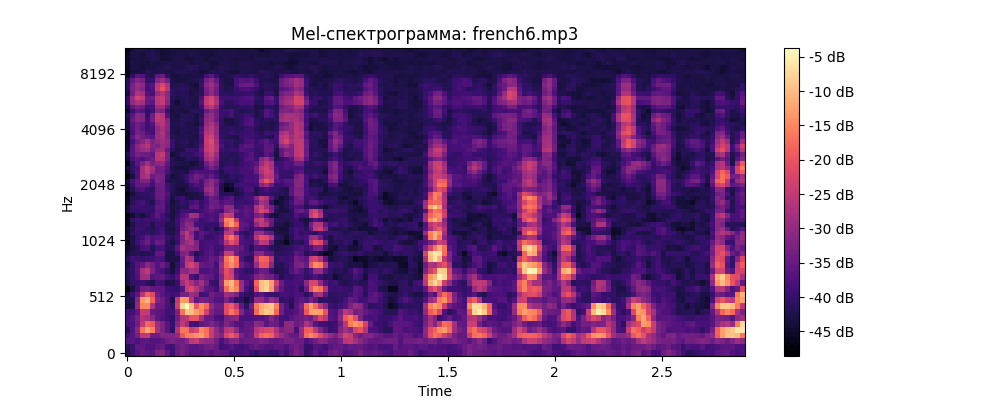 Mel-спектрограмма: french6.mp3
8192
4096
2048
1024
512
0
Hz
0
0.5
1
1.5
2
2.5
Time
-5 dB
-10 dB
-15 dB
-20 dB
-25 dB
-30 dB
-35 dB
-40 dB
-45 dB